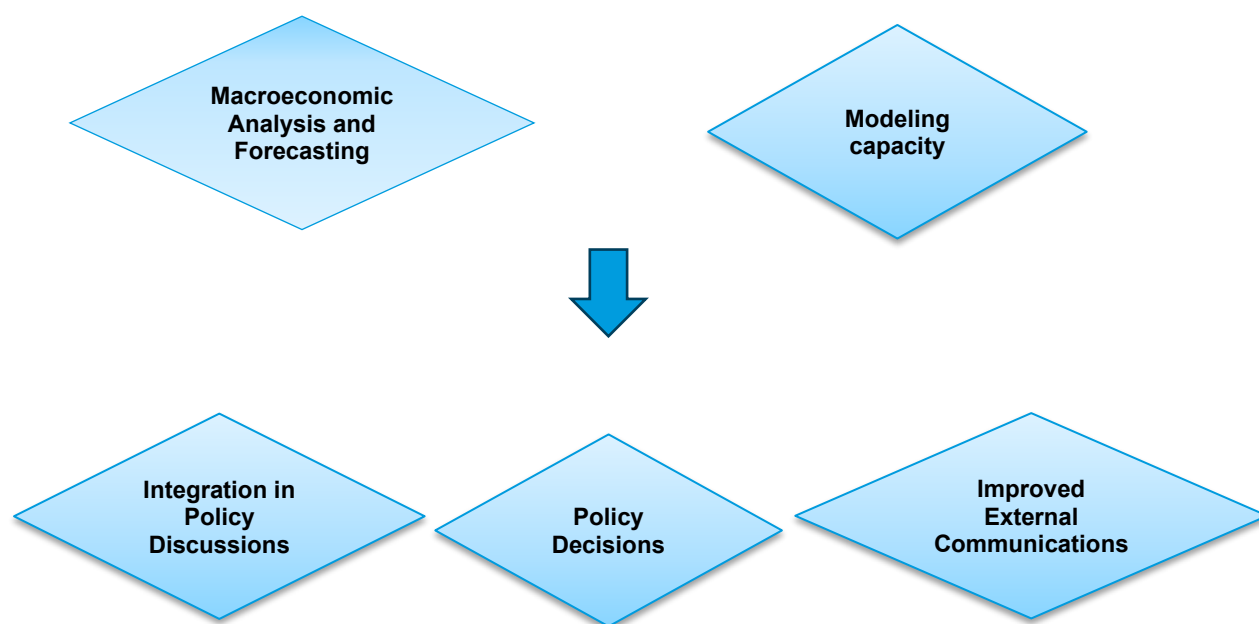 Macroeconomic
Analysis and
Forecasting
Modeling
capacity
Integration in
Policy
Discussions
Policy
Decisions
Improved
External
Communications